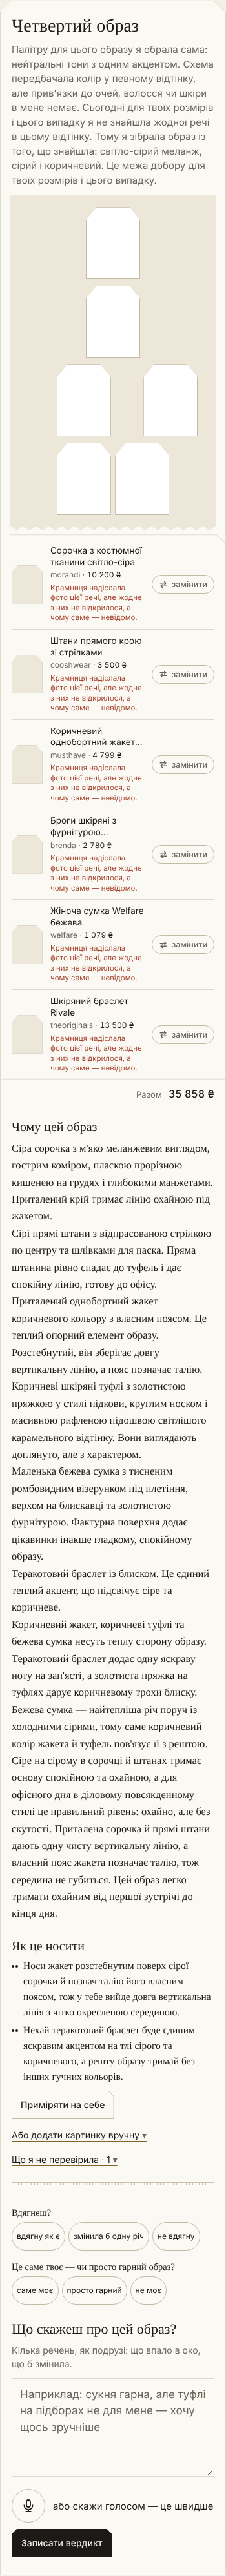 Четвертий образ
Палітру для цього образу я обрала сама:
нейтральні тони з одним акцентом. Схема
передбачала колір у певному відтінку,
але прив'язки до очей, волосся чи шкіри
в мене немає. Сьогодні для твоїх розмірів
і цього випадку я не знайшла жодної речі
в цьому відтінку. Тому я зібрала образ із
того, що знайшла: світло-сірий меланж,
сірий і коричневий. Це межа добору для
твоїх розмірів і цього випадку.
Сорочка з костюмної
тканини світло-сіра
morandi · 10 200 ₴
Крамниця надіслала
фото цієї речі, але жодне
з них не відкрилося, а
чому саме — невідомо.
замінити
Штани прямого крою
зі стрілками
cooshwear · 3 500 ₴
Крамниця надіслала
фото цієї речі, але жодне
з них не відкрилося, а
чому саме — невідомо.
замінити
Коричневий
однобортний жакет...
musthave · 4 799 ₴
Крамниця надіслала
фото цієї речі, але жодне
з них не відкрилося, а
чому саме — невідомо.
замінити
Броги шкіряні з
фурнітурою...
brenda · 2 780 ₴
Крамниця надіслала
фото цієї речі, але жодне
з них не відкрилося, а
чому саме — невідомо.
замінити
Жіноча сумка Welfare
бежева
welfare · 1 079 ₴
Крамниця надіслала
фото цієї речі, але жодне
з них не відкрилося, а
чому саме — невідомо.
замінити
Шкіряний браслет
Rivale
theoriginals · 13 500 ₴
Крамниця надіслала
фото цієї речі, але жодне
з них не відкрилося, а
чому саме — невідомо.
замінити
Разом 35 858 ₴
Чому цей образ
Сіра сорочка з м'яко меланжевим виглядом,
гострим коміром, пласкою прорізною
кишенею на грудях і глибокими манжетами.
Приталений крій тримає лінію охайною під
жакетом.
Сірі прямі штани з відпрасованою стрілкою
по центру та шлівками для паска. Пряма
штанина рівно спадає до туфель і дає
спокійну лінію, готову до офісу.
Приталений однобортний жакет
коричневого кольору з власним поясом. Це
теплий опорний елемент образу.
Розстебнутий, він зберігає довгу
вертикальну лінію, а пояс позначає талію.
Коричневі шкіряні туфлі з золотистою
пряжкою у стилі підкови, круглим носком і
масивною рифленою підошвою світлішого
карамельного відтінку. Вони виглядають
доглянуто, але з характером.
Маленька бежева сумка з тисненим
ромбовидним візерунком під плетіння,
верхом на блискавці та золотистою
фурнітурою. Фактурна поверхня додає
цікавинки інакше гладкому, спокійному
образу.
Теракотовий браслет із блиском. Це єдиний
теплий акцент, що підсвічує сіре та
коричневе.
Коричневий жакет, коричневі туфлі та
бежева сумка несуть теплу сторону образу.
Теракотовий браслет додає одну яскраву
ноту на зап'ясті, а золотиста пряжка на
туфлях дарує коричневому трохи блиску.
Бежева сумка — найтепліша річ поруч із
холодними сірими, тому саме коричневий
колір жакета й туфель пов'язує її з рештою.
Сіре на сірому в сорочці й штанах тримає
основу спокійною та охайною, а для
офісного дня в діловому повсякденному
стилі це правильний рівень: охайно, але без
скутості. Приталена сорочка й прямі штани
дають одну чисту вертикальну лінію, а
власний пояс жакета позначає талію, тож
середина не губиться. Цей образ легко
тримати охайним від першої зустрічі до
кінця дня.
Як це носити
•• Носи жакет розстебнутим поверх сірої
сорочки й познач талію його власним
поясом, тож у тебе вийде довга вертикальна
лінія з чітко окресленою серединою.
•• Нехай теракотовий браслет буде єдиним
яскравим акцентом на тлі сірого та
коричневого, а решту образу тримай без
інших гучних кольорів.
Приміряти на себе
Або додати картинку вручну ▾
Що я не перевірила · 1 ▾
Вдягнеш?
вдягну як є
змінила б одну річ
не вдягну
Це саме твоє — чи просто гарний образ?
саме моє
просто гарний
не моє
Що скажеш про цей образ?
Кілька речень, як подрузі: що впало в око,
що б змінила.
Наприклад: сукня гарна, але туфлі
на підборах не для мене — хочу
щось зручніше
або скажи голосом — це швидше
Записати вердикт